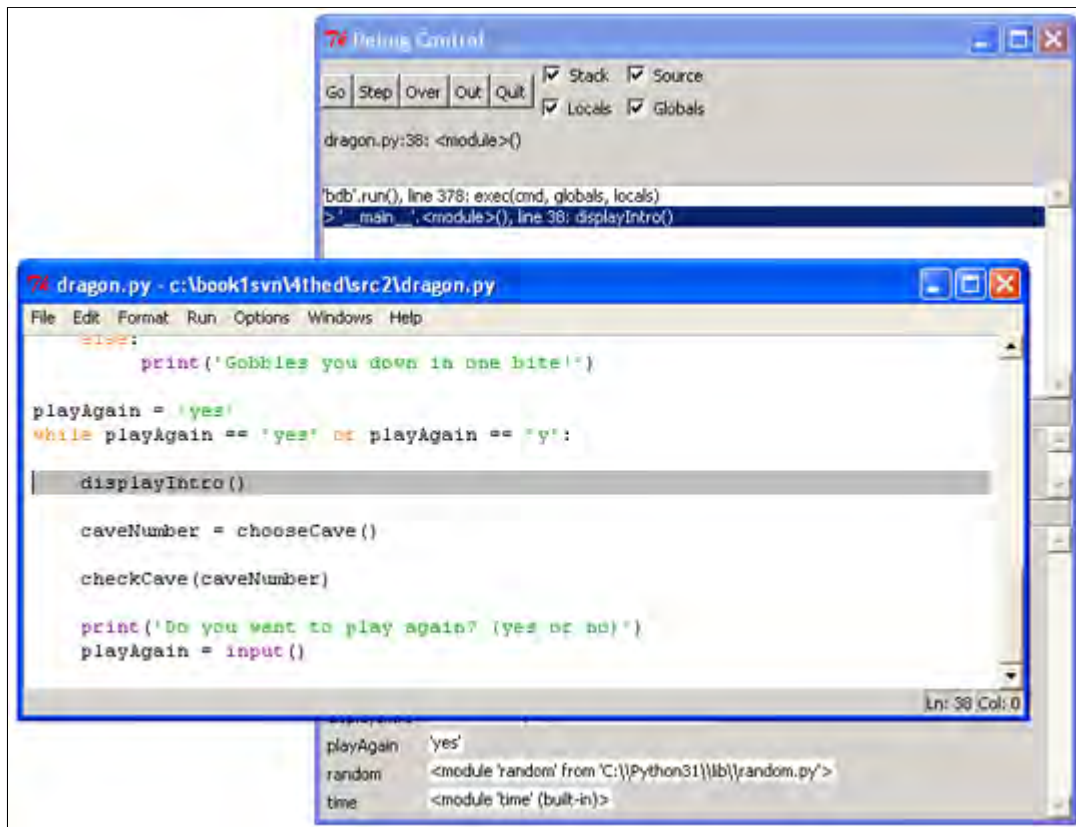 Debug Control
Go Step Over Out Quit
Stack Source
Locals Globals
dragon.py:38: <module>()
'bdb'.run(), line 378: exec(cmd, globals, locals)
> '__main__'.<module>(), line 38: displayIntro()
dragon.py - c:\book1svn\4thed\src2\dragon.py
File Edit Format Run Options Windows Help
else:
print('Gobbles you down in one bite!')
playAgain = 'yes'
while playAgain == 'yes' or playAgain == 'y':
displayIntro()
caveNumber = chooseCave()
checkCave(caveNumber)
print('Do you want to play again? (yes or no)')
playAgain = input()
Ln: 38 Col: 0
playAgain 'yes'
random <module 'random' from 'C:\\Python31\\lib\\random.py'>
time <module 'time' (built-in)>